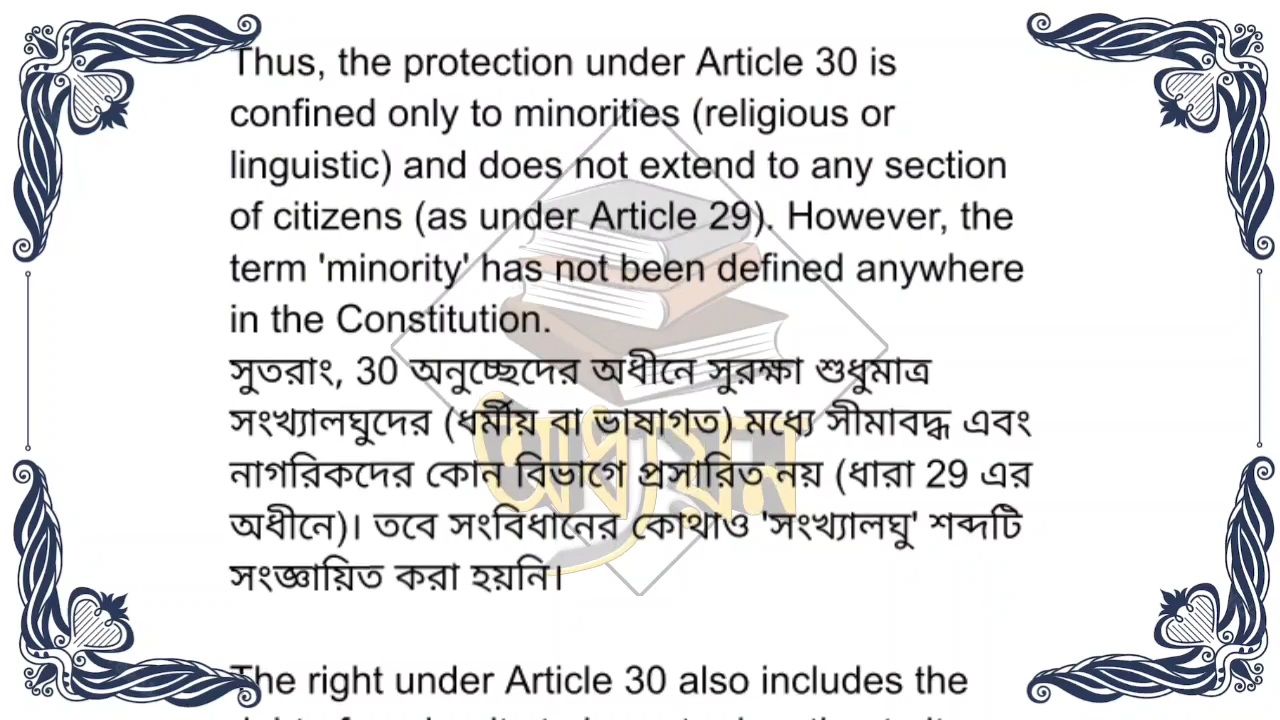 Thus, the protection under Article 30 is
confined only to minorities (religious or
linguistic) and does not extend to any section
of citizens (as under Article 29). However, the
term 'minority' has not been defined anywhere
in the Constitution.
সুতরাং, 30 অনুচ্ছেদের অধীনে সুরক্ষা শুধুমাত্র
সংখ্যালঘুদের (ধর্মীয় বা ভাষাগত) মধ্যে সীমাবদ্ধ এবং
নাগরিকদের কোন বিভাগে প্রসারিত নয় (ধারা 29 এর
অধীনে)। তবে সংবিধানের কোথাও 'সংখ্যালঘু' শব্দটি
সংজ্ঞায়িত করা হয়নি।
অধ্যয়ন
The right under Article 30 also includes the